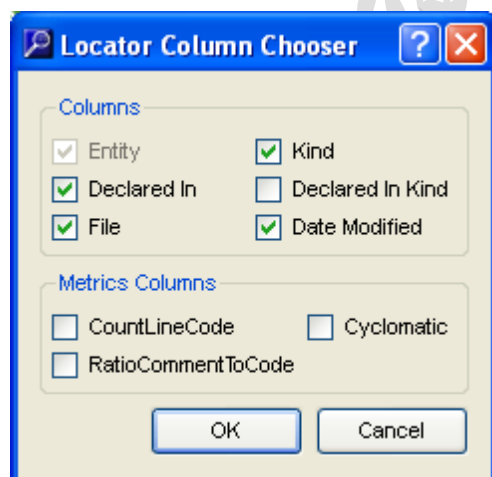 Locator Column Chooser
Columns
Entity Kind
Declared In Declared In Kind
File Date Modified
Metrics Columns
CountLineCode Cyclomatic
RatioCommentToCode
OK Cancel